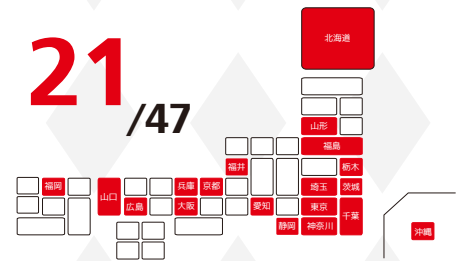 21
/47
北海道
山形
福島
福井
栃木
福岡
山口
広島
兵庫
京都
埼玉
茨城
大阪
愛知
東京
千葉
静岡
神奈川
沖縄